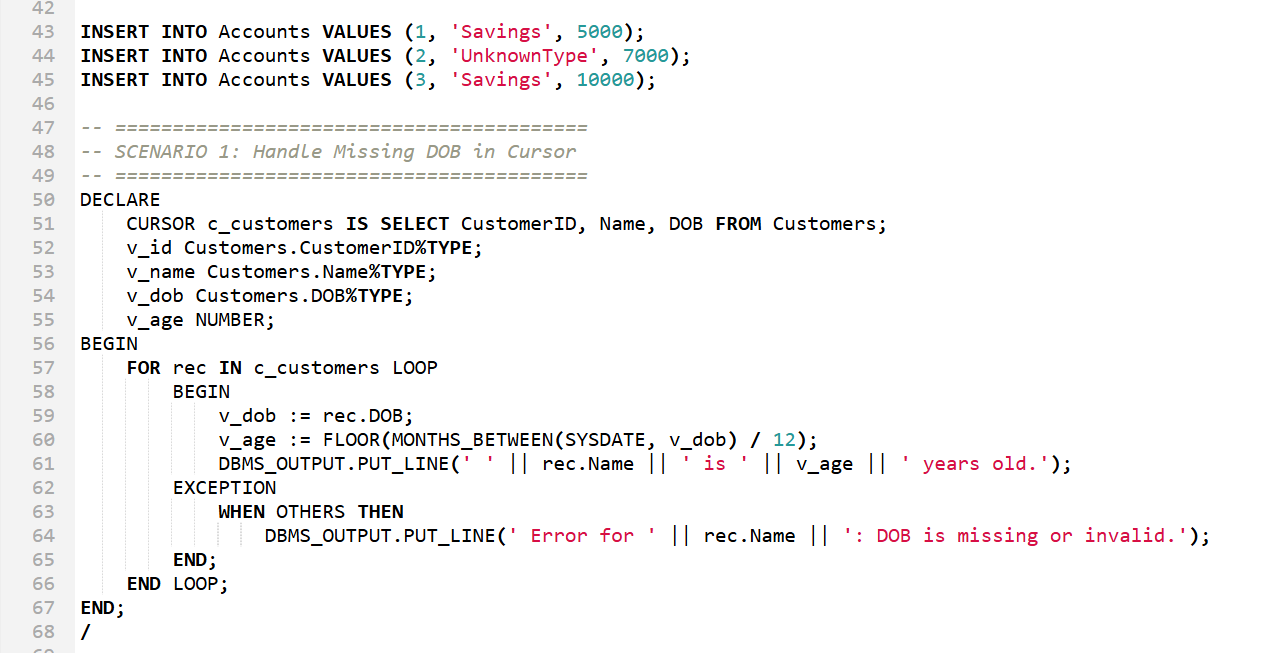 42
43 INSERT INTO Accounts VALUES (1, 'Savings', 5000);
44 INSERT INTO Accounts VALUES (2, 'UnknownType', 7000);
45 INSERT INTO Accounts VALUES (3, 'Savings', 10000);
46
47 -- =========================================
48 -- SCENARIO 1: Handle Missing DOB in Cursor
49 -- =========================================
50 DECLARE
51     CURSOR c_customers IS SELECT CustomerID, Name, DOB FROM Customers;
52     v_id Customers.CustomerID%TYPE;
53     v_name Customers.Name%TYPE;
54     v_dob Customers.DOB%TYPE;
55     v_age NUMBER;
56 BEGIN
57     FOR rec IN c_customers LOOP
58         BEGIN
59             v_dob := rec.DOB;
60             v_age := FLOOR(MONTHS_BETWEEN(SYSDATE, v_dob) / 12);
61             DBMS_OUTPUT.PUT_LINE(' ' || rec.Name || ' is ' || v_age || ' years old.');
62         EXCEPTION
63             WHEN OTHERS THEN
64                 DBMS_OUTPUT.PUT_LINE(' Error for ' || rec.Name || ': DOB is missing or invalid.');
65         END;
66     END LOOP;
67 END;
68 /